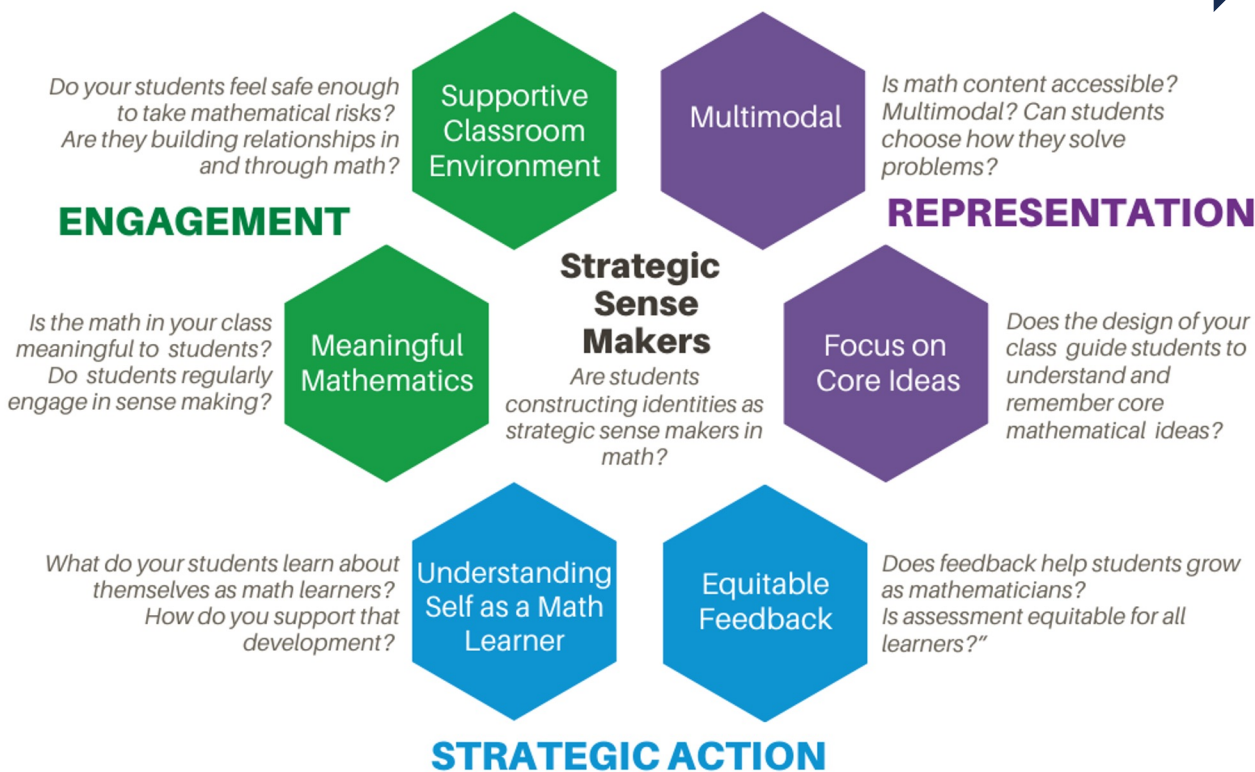 Do your students feel safe enough
to take mathematical risks?
Are they building relationships in
and through math?
Supportive
Classroom
Environment
Multimodal
Is math content accessible?
Multimodal? Can students
choose how they solve
problems?
ENGAGEMENT
REPRESENTATION
Is the math in your class
meaningful to students?
Do students regularly
engage in sense making?
Meaningful
Mathematics
Strategic
Sense
Makers
Are students
constructing identities as
strategic sense makers in
math?
Focus on
Core Ideas
Does the design of your
class guide students to
understand and
remember core
mathematical ideas?
What do your students learn about
themselves as math learners?
How do you support that
development?
Understanding
Self as a Math
Learner
Equitable
Feedback
Does feedback help students grow
as mathematicians?
Is assessment equitable for all
learners?”
STRATEGIC ACTION